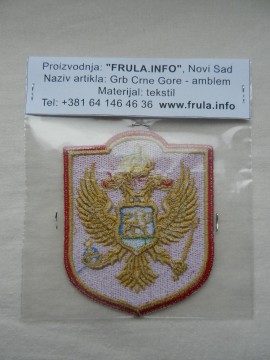 Proizvodnja: "FRULA.INFO", Novi Sad
Naziv artikla: Grb Crne Gore - amblem
Materijal: tekstil
Tel: +381 64 146 46 36 www.frula.info